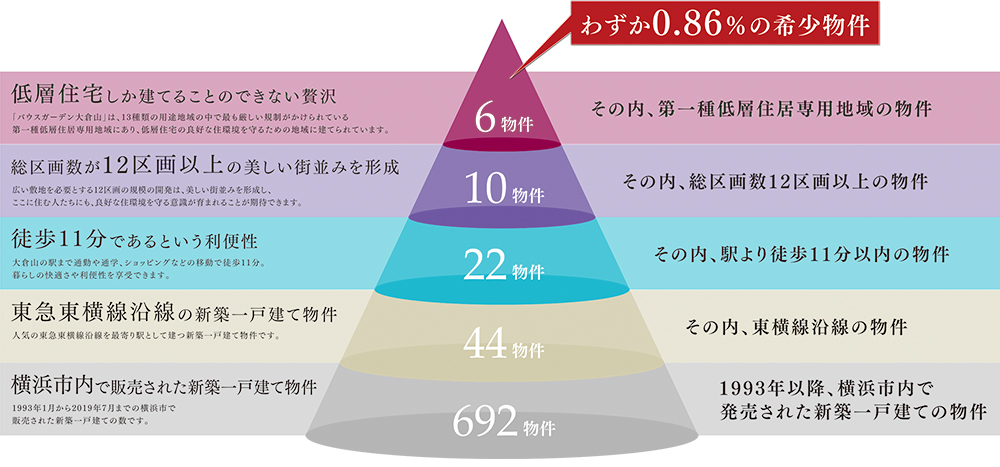 わずか0.86%の希少物件
低層住宅しか建てることのできない贅沢
「バウスガーデン大倉山」は、13種類の用途地域の中で最も厳しい規制がかけられている
第一種低層住居専用地域にあり、低層住宅の良好な住環境を守るための地域に建てられています。
6物件
その内、第一種低層住居専用地域の物件
総区画数が12区画以上の美しい街並みを形成
広い敷地を必要とする12区画の規模の開発は、美しい街並みを形成し、
ここに住む人たちにも、良好な住環境を守る意識が育まれることが期待できます。
10物件
その内、総区画数12区画以上の物件
徒歩11分であるという利便性
大倉山の駅まで通勤や通学、ショッピングなどの移動で徒歩11分。
暮らしの快適さや利便性を享受できます。
22物件
その内、駅より徒歩11分以内の物件
東急東横線沿線の新築一戸建て物件
人気の東急東横線沿線を最寄り駅として建つ新築一戸建て物件です。
44物件
その内、東横線沿線の物件
横浜市内で販売された新築一戸建て物件
1993年1月から2019年7月までの横浜市で
販売された新築一戸建ての数です。
692物件
1993年以降、横浜市内で
発売された新築一戸建ての物件